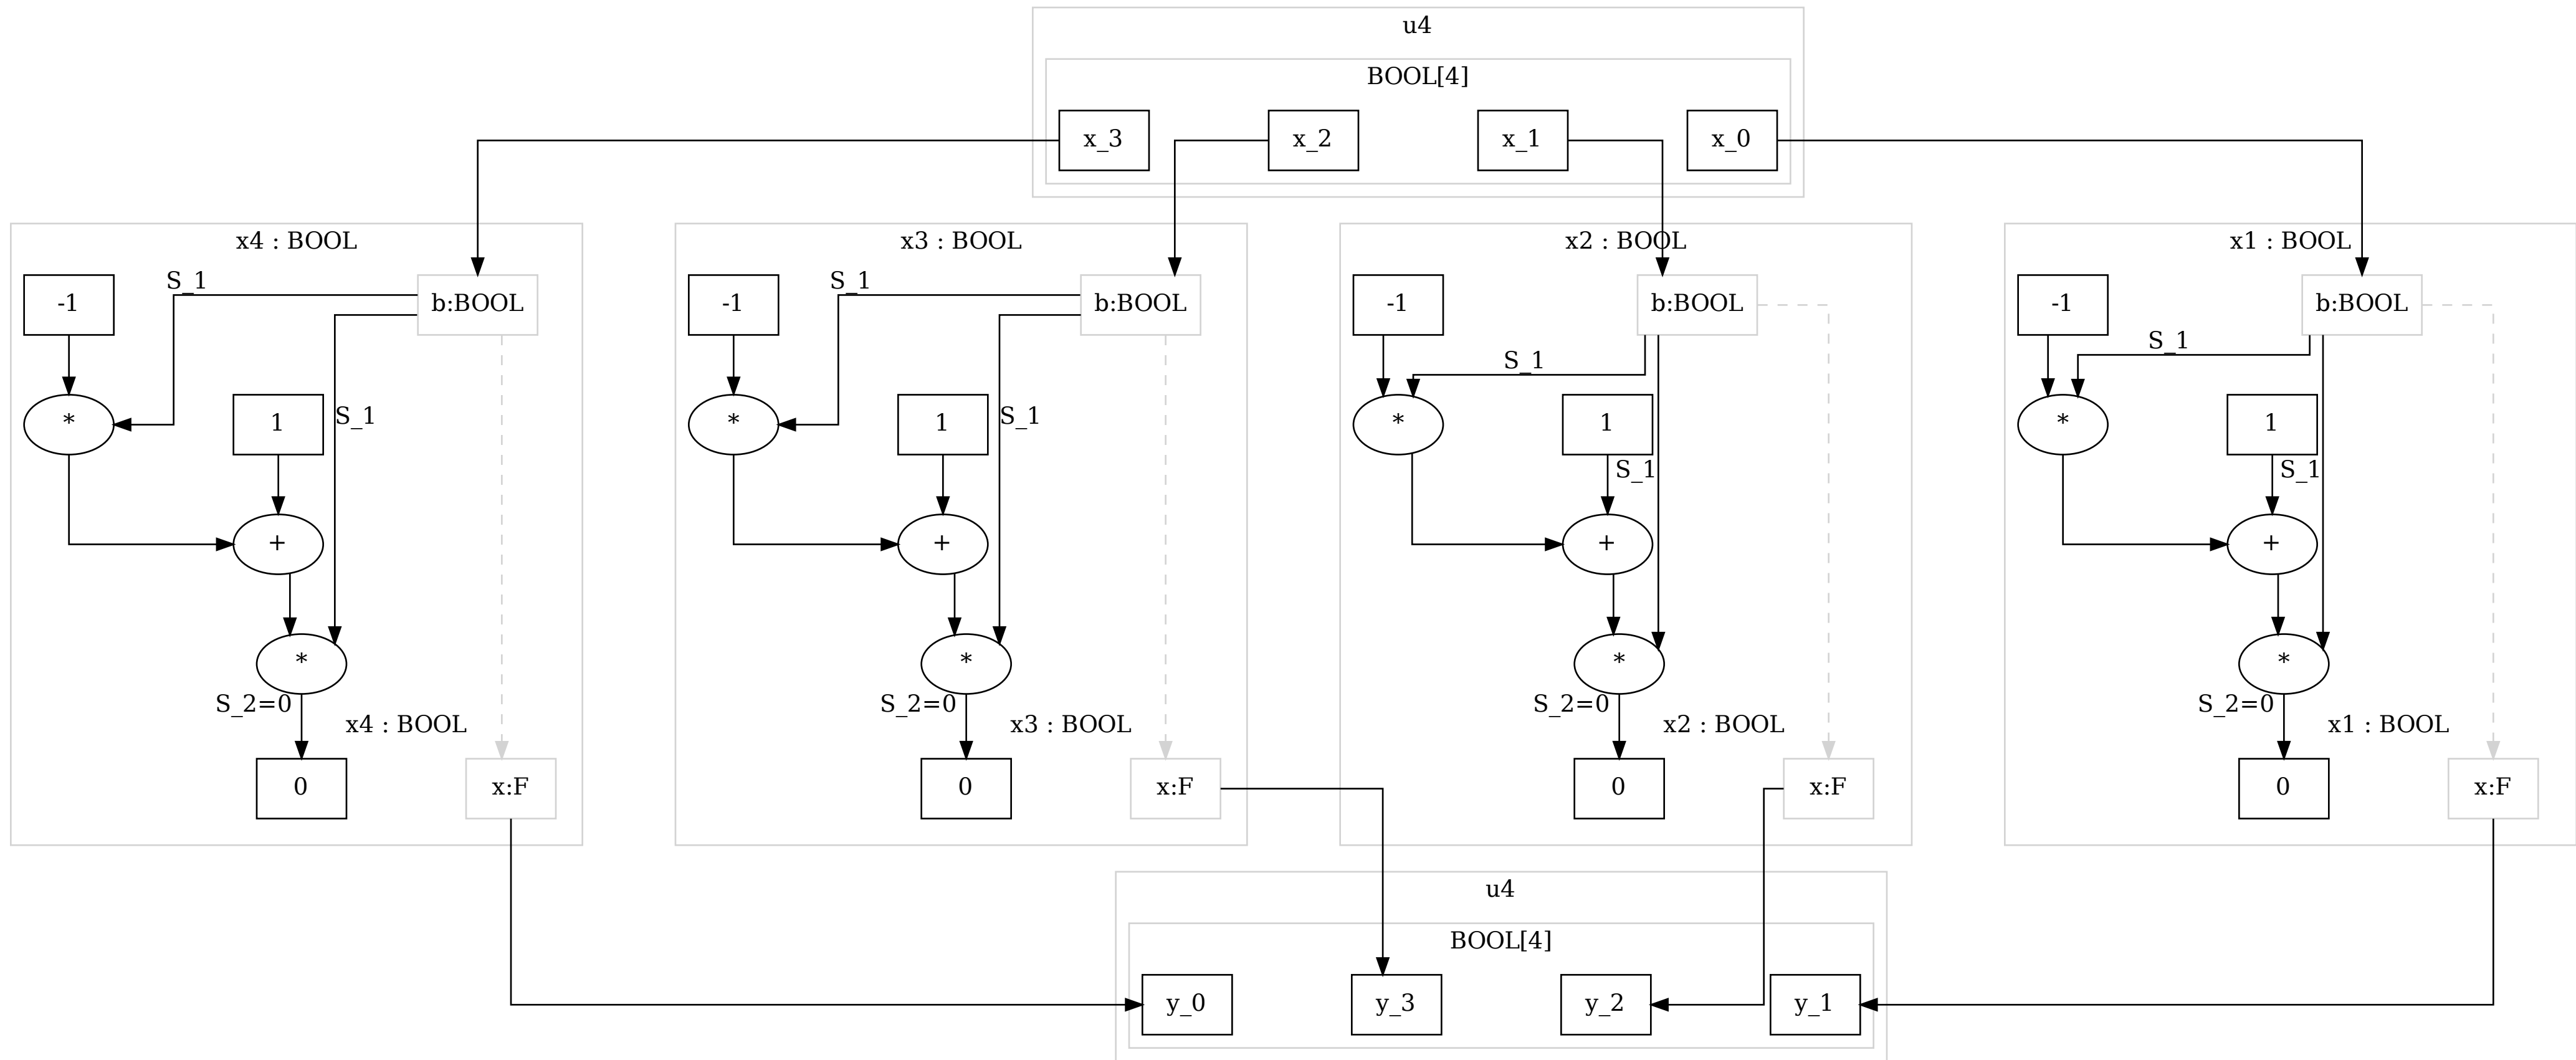 u4
BOOL[4]
x_3 x_2 x_1 x_0
x4 : BOOL x3 : BOOL x2 : BOOL x1 : BOOL
S_1 S_1
-1 b:BOOL -1 b:BOOL -1 b:BOOL -1 b:BOOL
S_1 S_1
* 1 S_1 * 1 S_1 * 1 * 1
S_1 S_1
+ + + +
* * * *
S_2=0 S_2=0 S_2=0 S_2=0
x4 : BOOL x3 : BOOL x2 : BOOL x1 : BOOL
0 x:F 0 x:F 0 x:F 0 x:F
u4
BOOL[4]
y_0 y_3 y_2 y_1